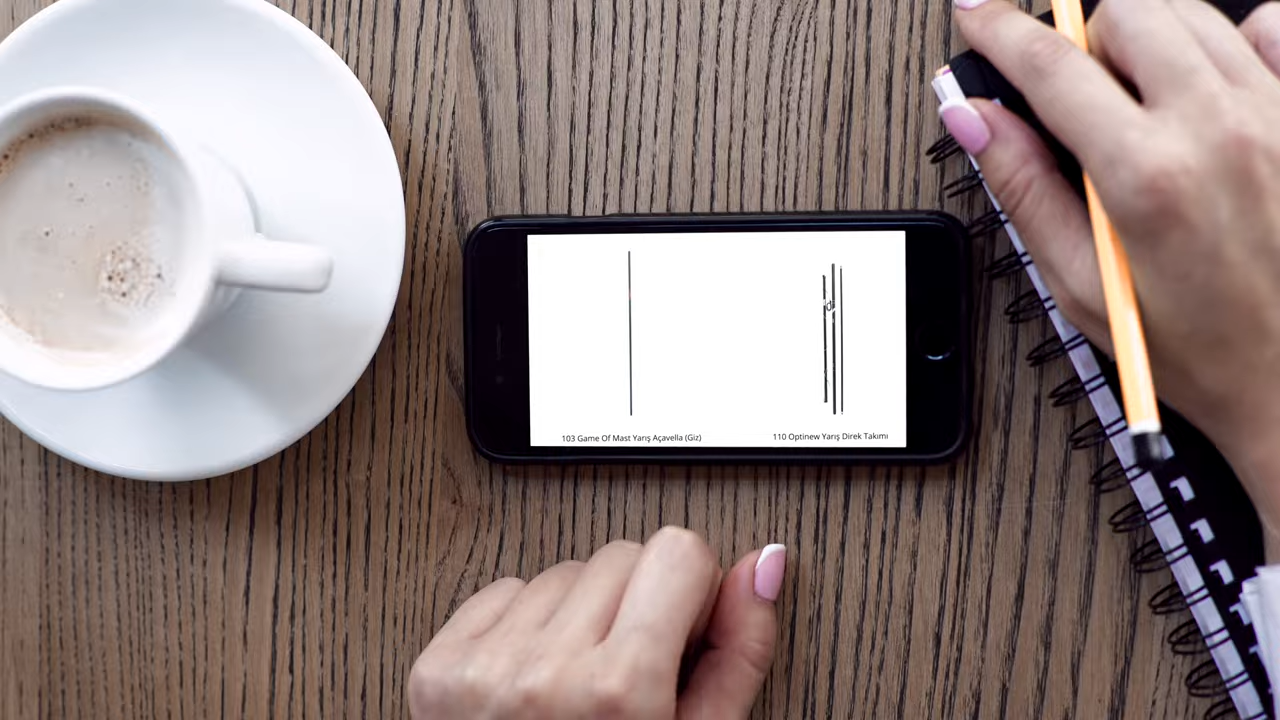 103 Game Of Mast Yarış Açavella (Giz)
110 Optinew Yarış Direk Takımı